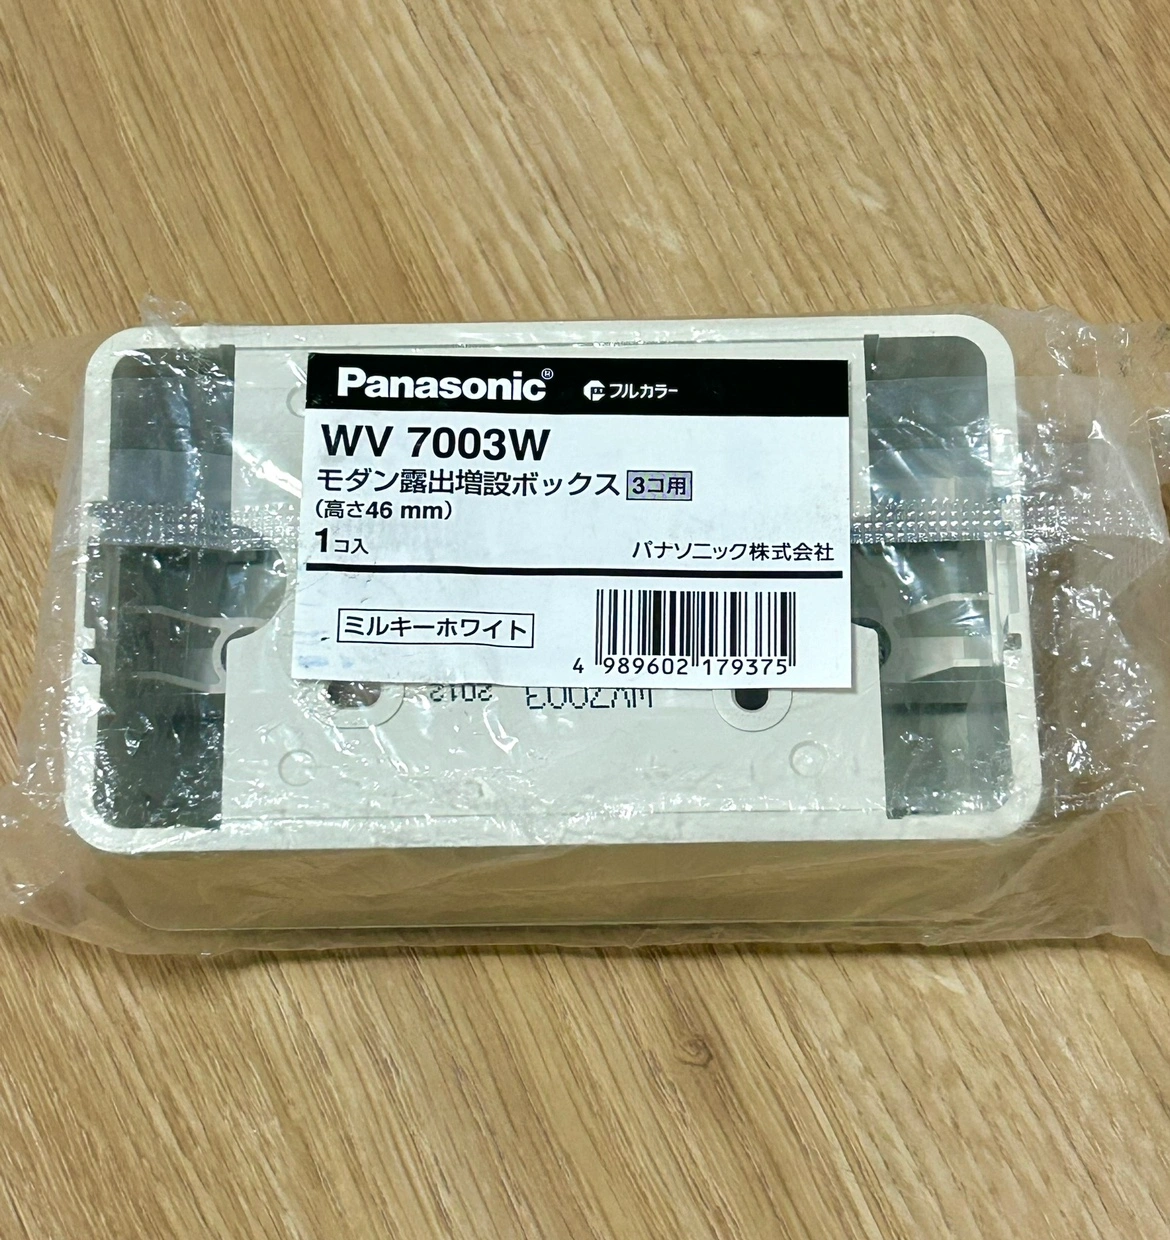 Panasonic® フルカラー
WV 7003W
モダン露出増設ボックス 3コ用
(高さ46 mm)
1コ入 パナソニック株式会社
ミルキーホワイト
4 989602 179375